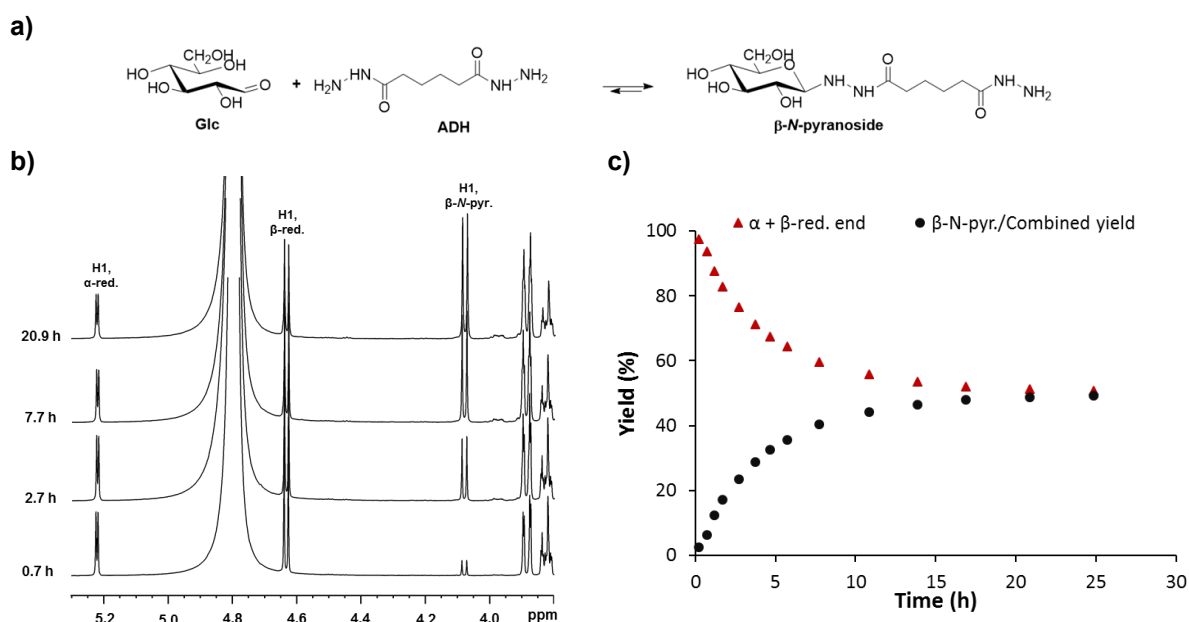 a)
CH2OH
HO
OH
HO
OH
O
Glc
+
O
H2N
NH
O
NH
NH2
ADH
CH2OH
HO
O
HO
OH
NH
NH
O
O
NH
NH2
β-N-pyranoside
b)
H1,
α-red.
H1,
β-red.
H1,
β-N-pyr.
20.9 h
7.7 h
2.7 h
0.7 h
5.2 5.0 4.8 4.6 4.4 4.2 4.0 ppm
c)
α + β-red. end
β-N-pyr./Combined yield
100
80
60
40
20
0
Yield (%)
0 5 10 15 20 25 30
Time (h)